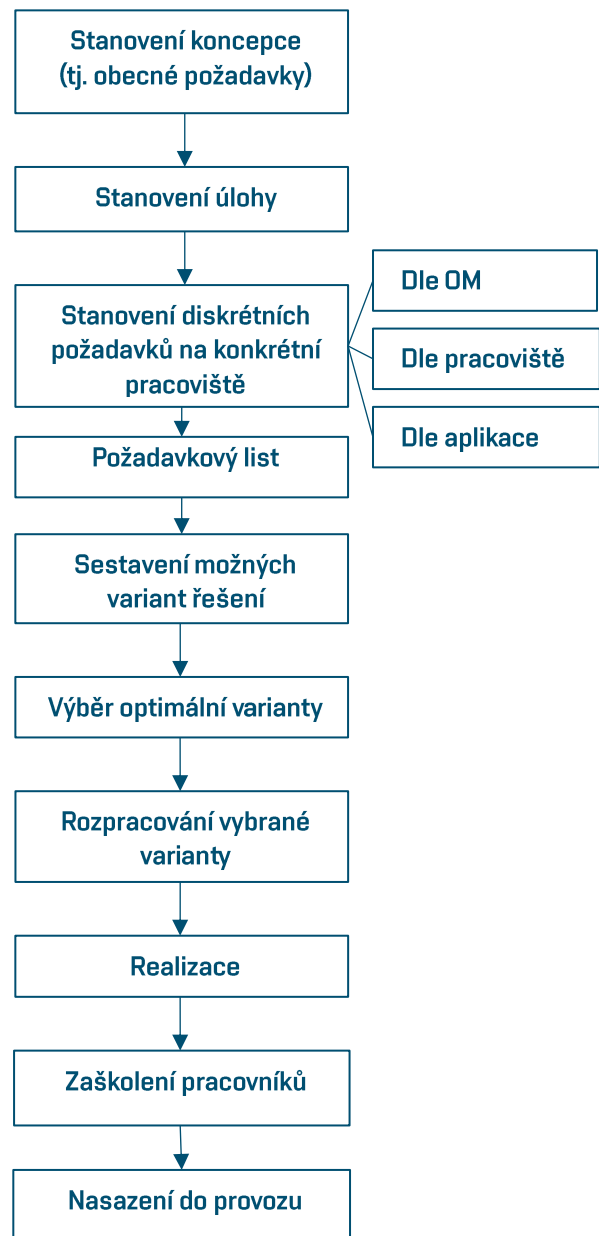 Stanovení koncepce
(tj. obecné požadavky)
Stanovení úlohy
Stanovení diskrétních
požadavků na konkrétní
pracoviště
Dle OM
Dle pracoviště
Dle aplikace
Požadavkový list
Sestavení možných
variant řešení
Výběr optimální varianty
Rozpracování vybrané
varianty
Realizace
Zaškolení pracovníků
Nasazení do provozu